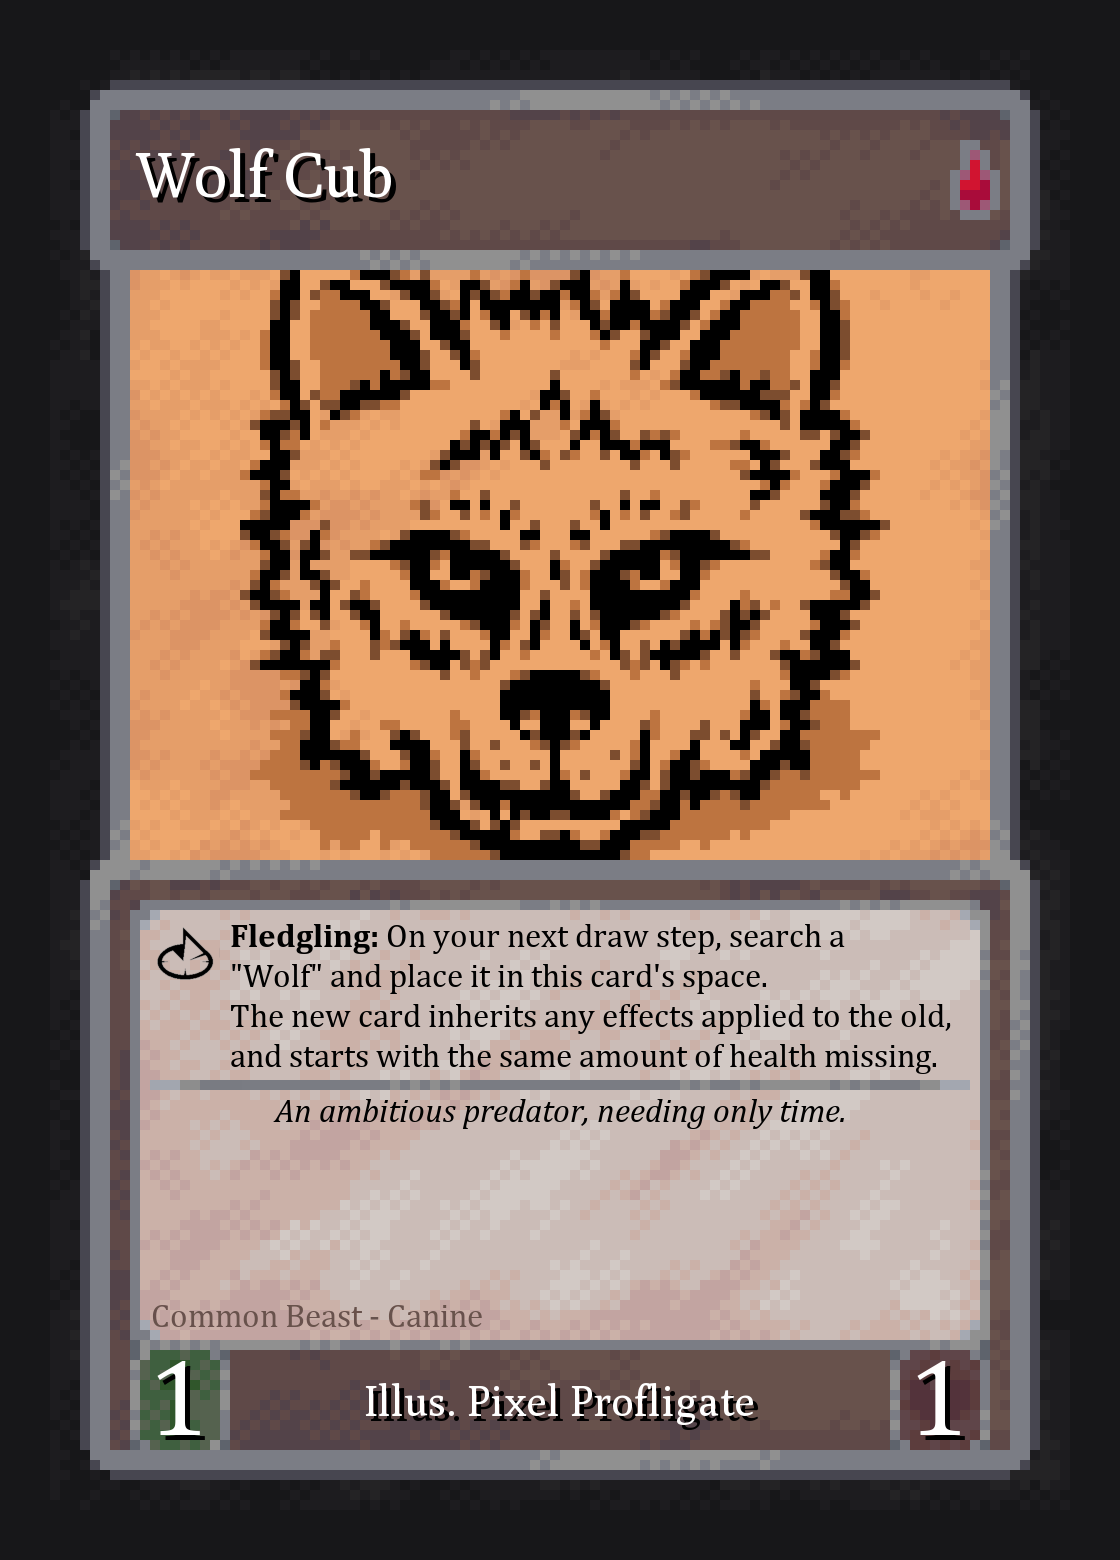 Wolf Cub
Fledgling: On your next draw step, search a
"Wolf" and place it in this card's space.
The new card inherits any effects applied to the old,
and starts with the same amount of health missing.
An ambitious predator, needing only time.
Common Beast - Canine
1
Illus. Pixel Profligate
1